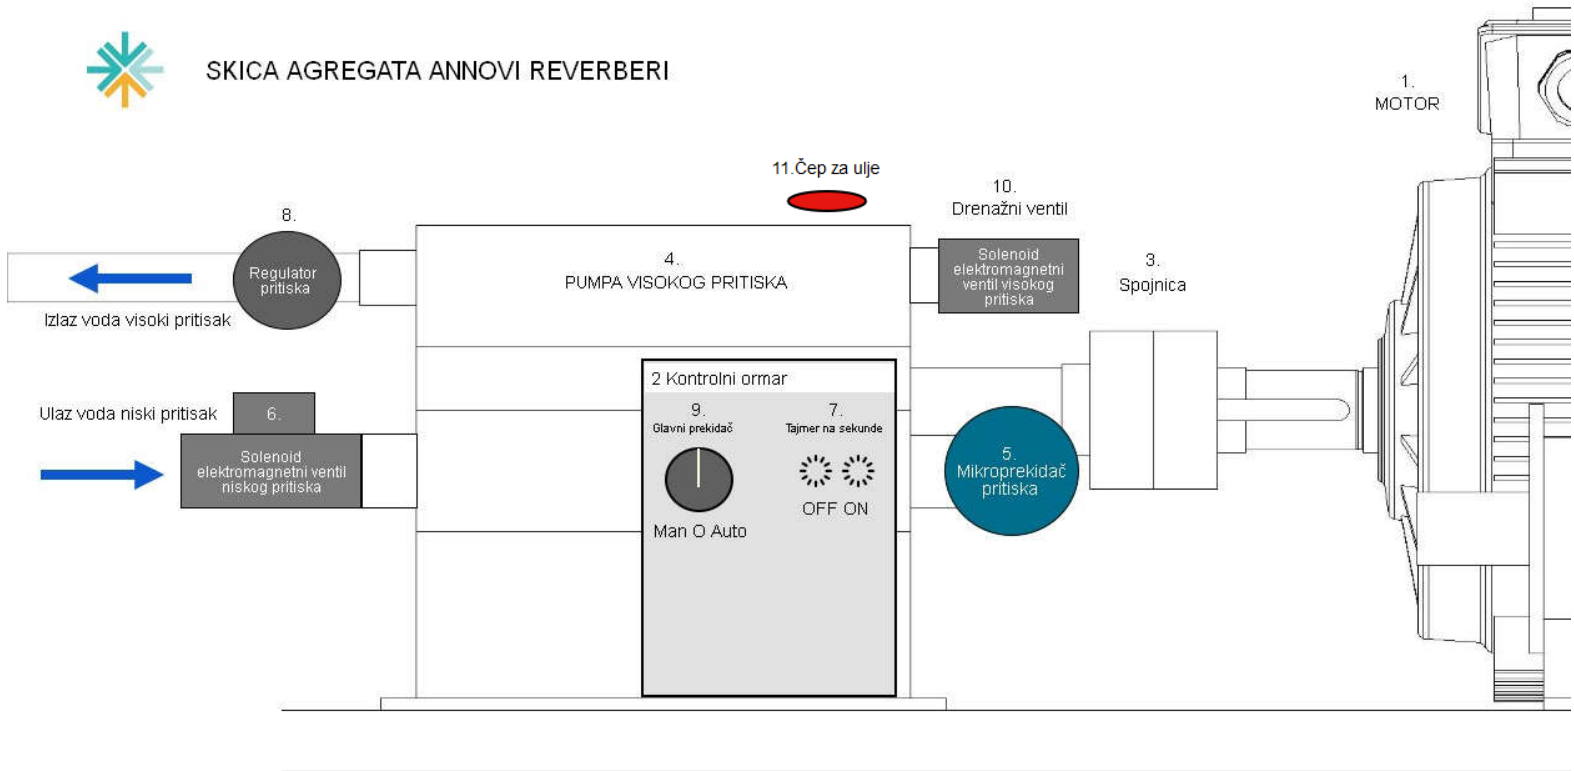 SKICA AGREGATA ANNOVI REVERBERI
1.
MOTOR
11.Čep za ulje
10.
Drenažni ventil
8.
Regulator
pritiska
4.
PUMPA VISOKOG PRITISKA
Solenoid
elektromagnetni
ventil visokog
pritiska
3.
Spojnica
Izlaz voda visoki pritisak
2 Kontrolni ormar
Ulaz voda niski pritisak
6.
Solenoid
elektromagnetni ventil
niskog pritiska
9.
Glavni prekidač
7.
Tajmer na sekunde
OFF ON
Man O Auto
5.
Mikroprekidač
pritiska